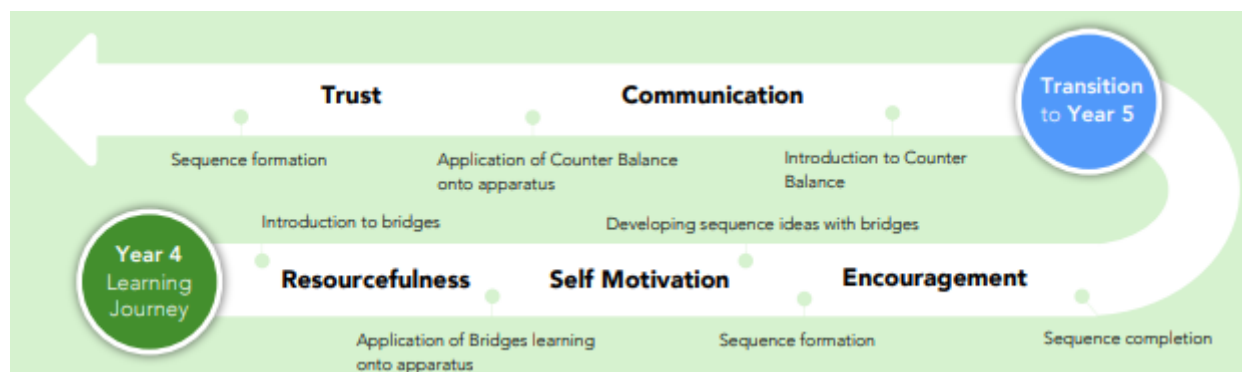 Trust
Communication
Transition
to Year 5
Sequence formation
Application of Counter Balance
onto apparatus
Introduction to Counter
Balance
Introduction to bridges
Developing sequence ideas with bridges
Year 4
Learning
Journey
Resourcefulness
Self Motivation
Encouragement
Application of Bridges learning
onto apparatus
Sequence formation
Sequence completion